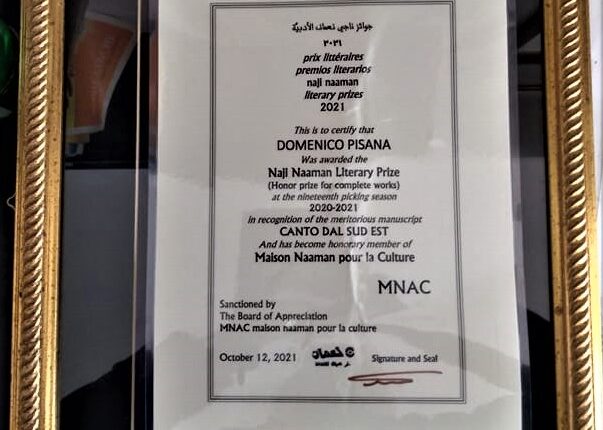 جوائز ناجي نعمان الأدبيّة
٢٠٢١
prix littéraires
premios literarios
naji naaman
literary prizes
2021
This is to certify that
DOMENICO PISANA
Was awarded the
Naji Naaman Literary Prize
(Honor prize for complete works)
at the nineteenth picking season
2020-2021
in recognition of the meritorious manuscript
CANTO DAL SUD EST
And has become honorary member of
Maison Naaman pour la Culture
MNAC
Sanctioned by
The Board of Appreciation
MNAC maison naaman pour la culture
October 12, 2021 نعمان Signature and Seal